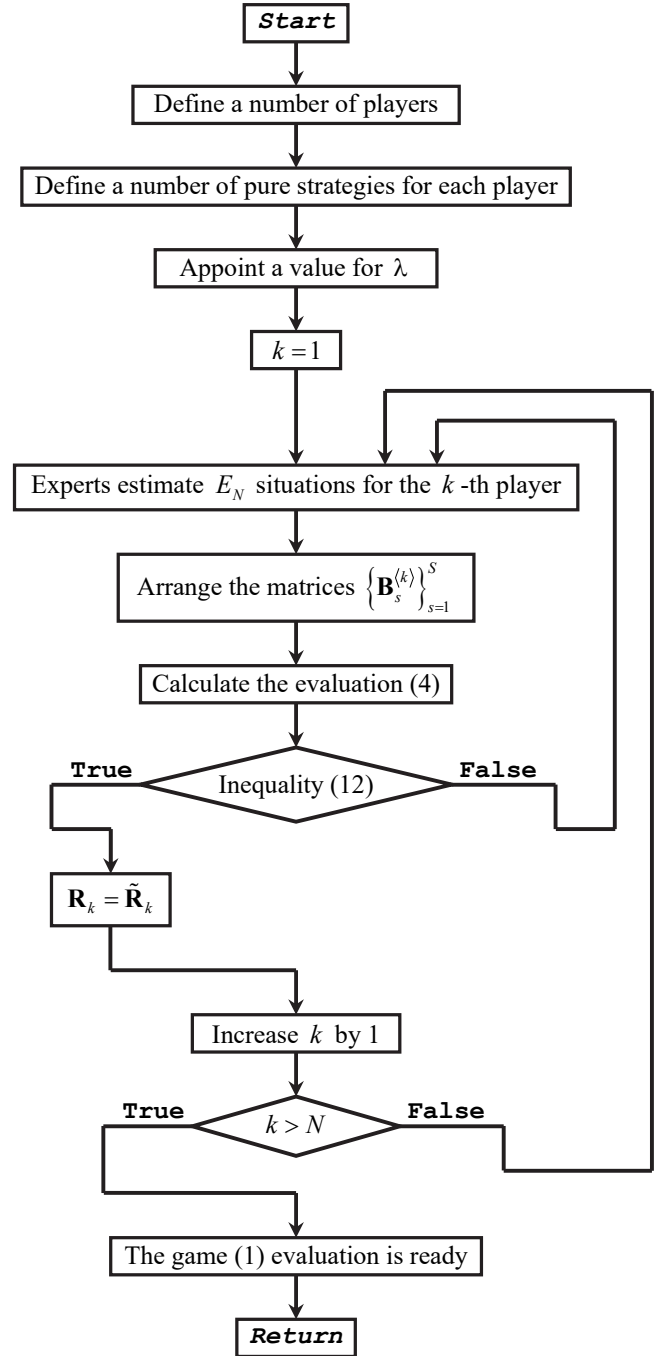 Start
Define a number of players
Define a number of pure strategies for each player
Appoint a value for λ
k = 1
Experts estimate E_N situations for the k -th player
Arrange the matrices {B_s^⟨k⟩}_{s=1}^S
Calculate the evaluation (4)
True
False
Inequality (12)
R_k = R̃_k
Increase k by 1
True
False
k > N
The game (1) evaluation is ready
Return